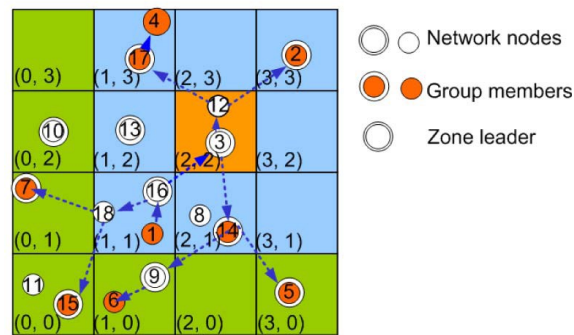 4
17
2
(0, 3) (1, 3) (2, 3) (3, 3)
12
10 13 3
(0, 2) (1, 2) (2, 2) (3, 2)
7 16
18 8
1 14
(0, 1) (1, 1) (2, 1) (3, 1)
9
11 5
15 6
(0, 0) (1, 0) (2, 0) (3, 0)
Network nodes
Group members
Zone leader